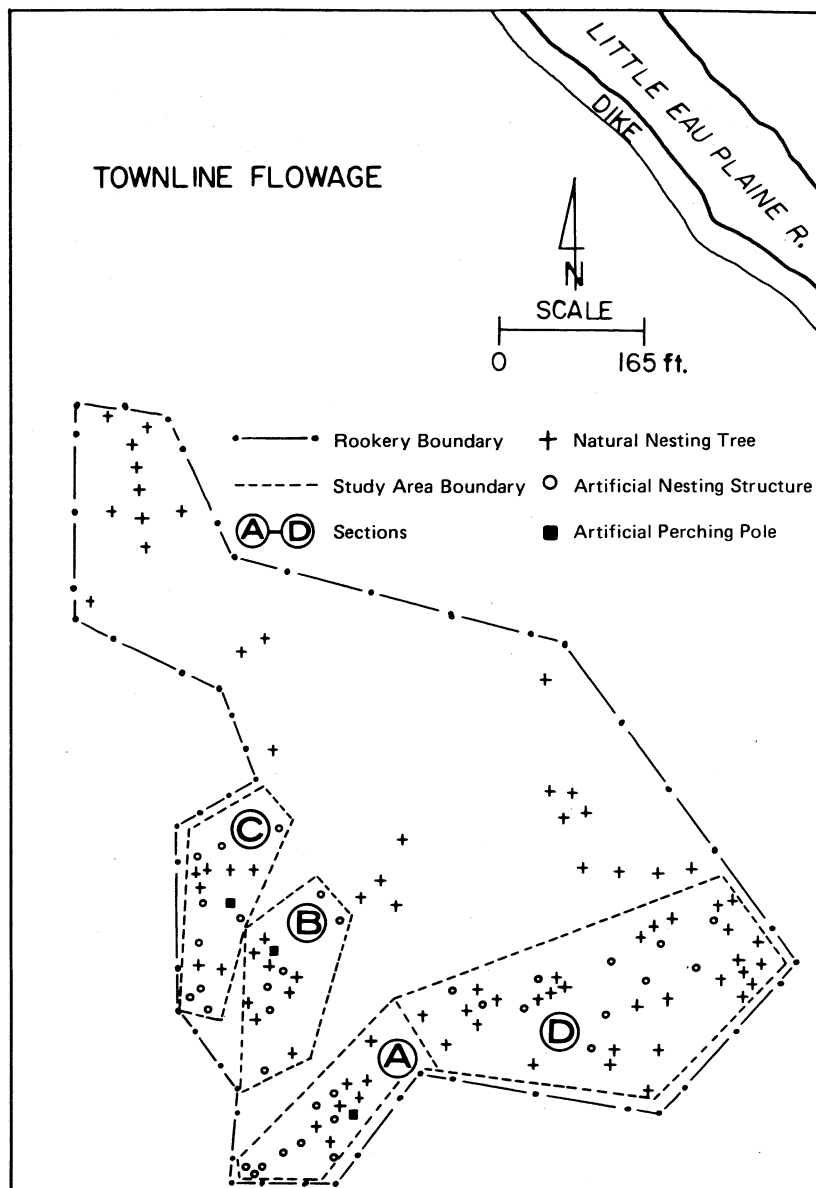 LITTLE EAU PLAINE R.
DIKE
TOWNLINE FLOWAGE
N
SCALE
0 165 ft.
Rookery Boundary
Natural Nesting Tree
Study Area Boundary
Artificial Nesting Structure
A-D Sections
Artificial Perching Pole
C
B
D
A